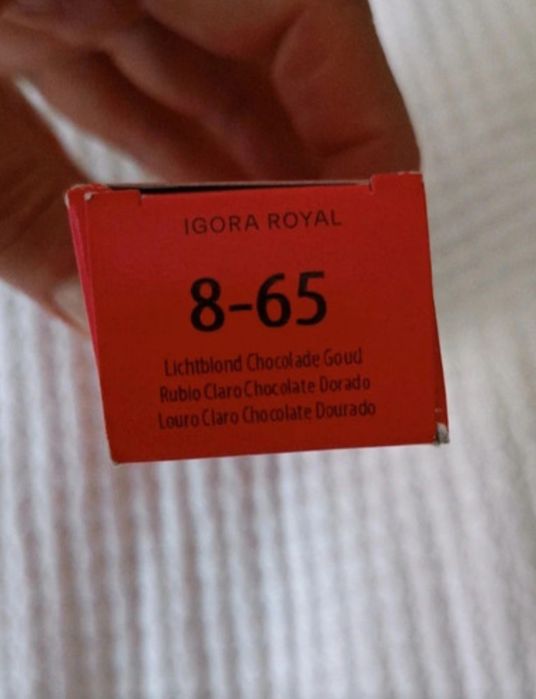 IGORA ROYAL
8-65
Lichtblond Chocolade Goud
Rubio Claro Chocolate Dorado
Louro Claro Chocolate Dourado